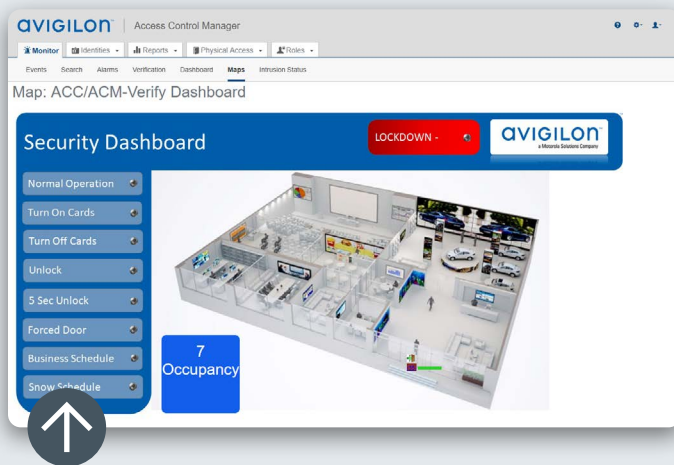 AVIGILON™ Access Control Manager
Monitor Identities Reports Physical Access Roles
Events Search Alarms Verification Dashboard Maps Intrusion Status
Map: ACC/ACM-Verify Dashboard
Security Dashboard
LOCKDOWN -
AVIGILON
a Motorola Solutions Company
Normal Operation
Turn On Cards
Turn Off Cards
Unlock
5 Sec Unlock
Forced Door
Business Schedule
Snow Schedule
7
Occupancy